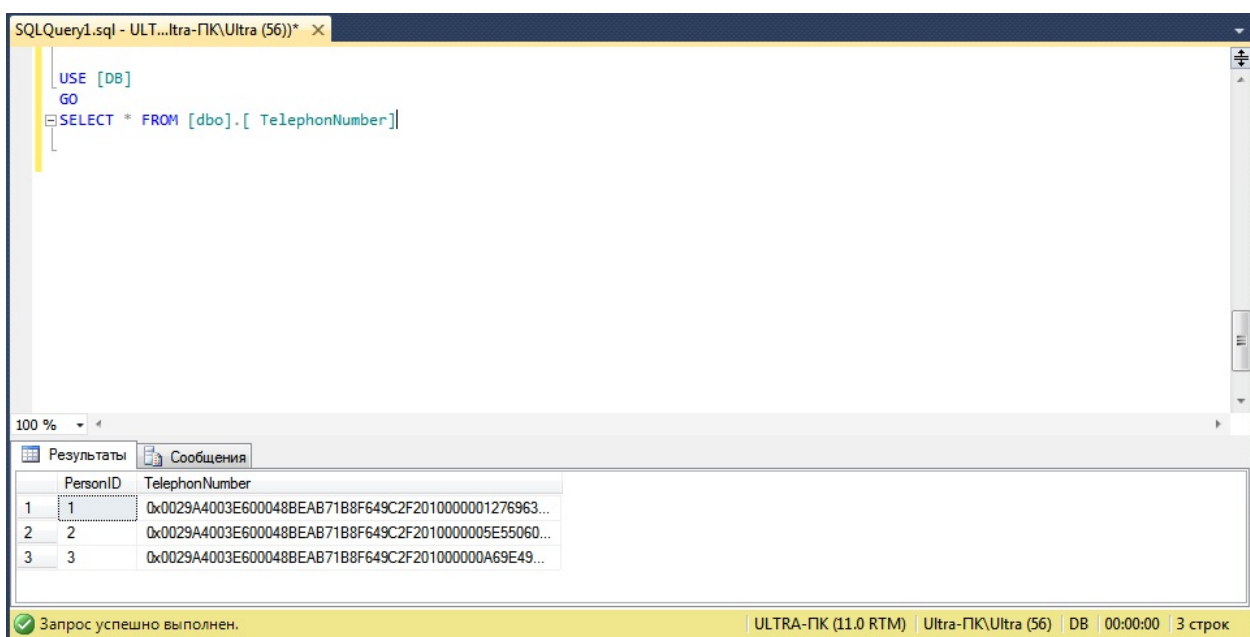 SQLQuery1.sql - ULT...ltra-ПК\Ultra (56))* ×
USE [DB]
GO
SELECT * FROM [dbo].[ TelephonNumber]
100 %
Результаты Сообщения
PersonID TelephonNumber
1 1 0x0029A4003E600048BEAB71B8F649C2F2010000001276963...
2 2 0x0029A4003E600048BEAB71B8F649C2F2010000005E55060...
3 3 0x0029A4003E600048BEAB71B8F649C2F201000000A69E49...
Запрос успешно выполнен. ULTRA-ПК (11.0 RTM) Ultra-ПК\Ultra (56) DB 00:00:00 3 строк